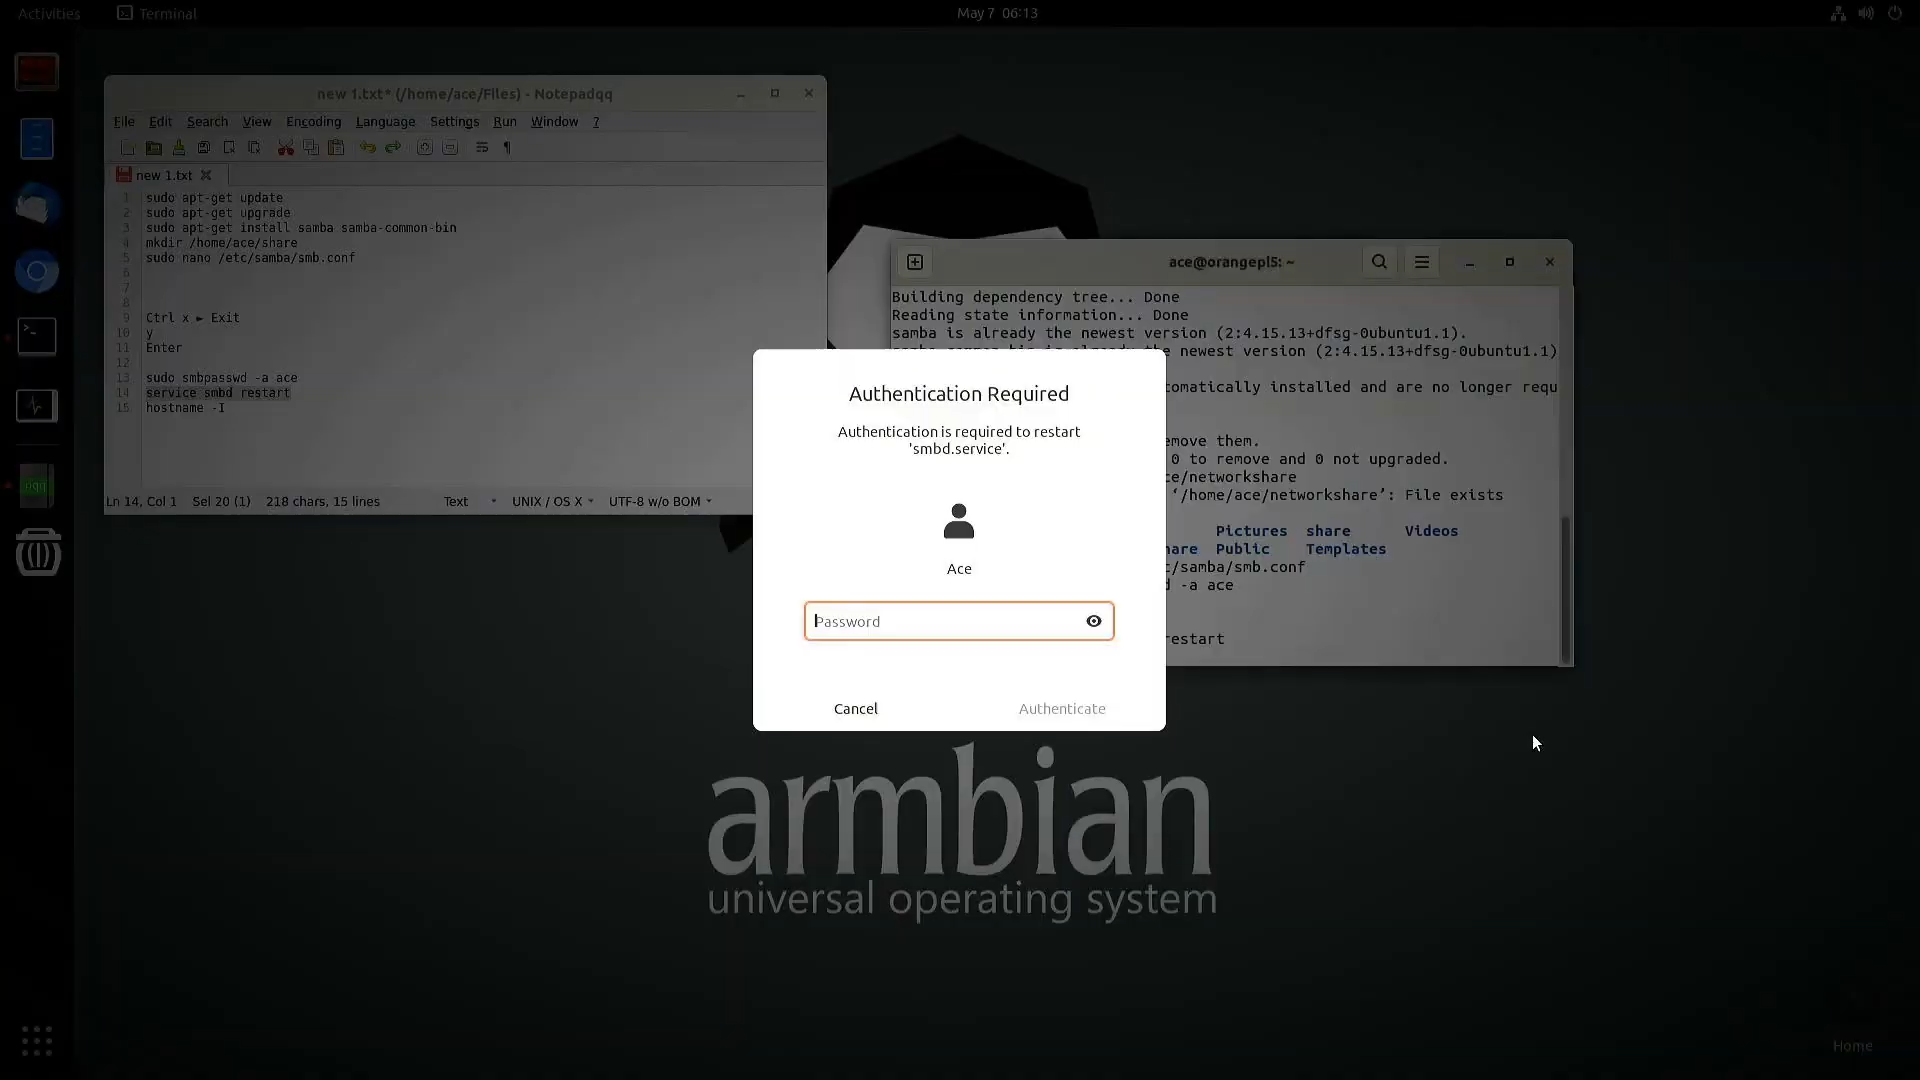 Activities
Terminal
May 7 06:13
new 1.txt* (/home/ace/Files) - Notepadqq
File Edit Search View Encoding Language Settings Run Window ?
new 1.txt
1 sudo apt-get update
2 sudo apt-get upgrade
3 sudo apt-get install samba samba-common-bin
4 mkdir /home/ace/share
5 sudo nano /etc/samba/smb.conf
6
7
8
9 Ctrl x ► Exit
10 y
11 Enter
12
13 sudo smbpasswd -a ace
14 service smbd restart
15 hostname -I
Ln 14, Col 1 Sel 20 (1) 218 chars, 15 lines Text UNIX / OS X UTF-8 w/o BOM
ace@orangepi5: ~
Building dependency tree... Done
Reading state information... Done
samba is already the newest version (2:4.15.13+dfsg-0ubuntu1.1).
the newest version (2:4.15.13+dfsg-0ubuntu1.1)
tomatically installed and are no longer requ
emove them.
0 to remove and 0 not upgraded.
ce/networkshare
‘/home/ace/networkshare’: File exists
Pictures share Videos
hare Public Templates
/samba/smb.conf
-a ace
restart
Authentication Required
Authentication is required to restart
'smbd.service'.
Ace
Password
Cancel
Authenticate
armbian
universal operating system
nqq
Home